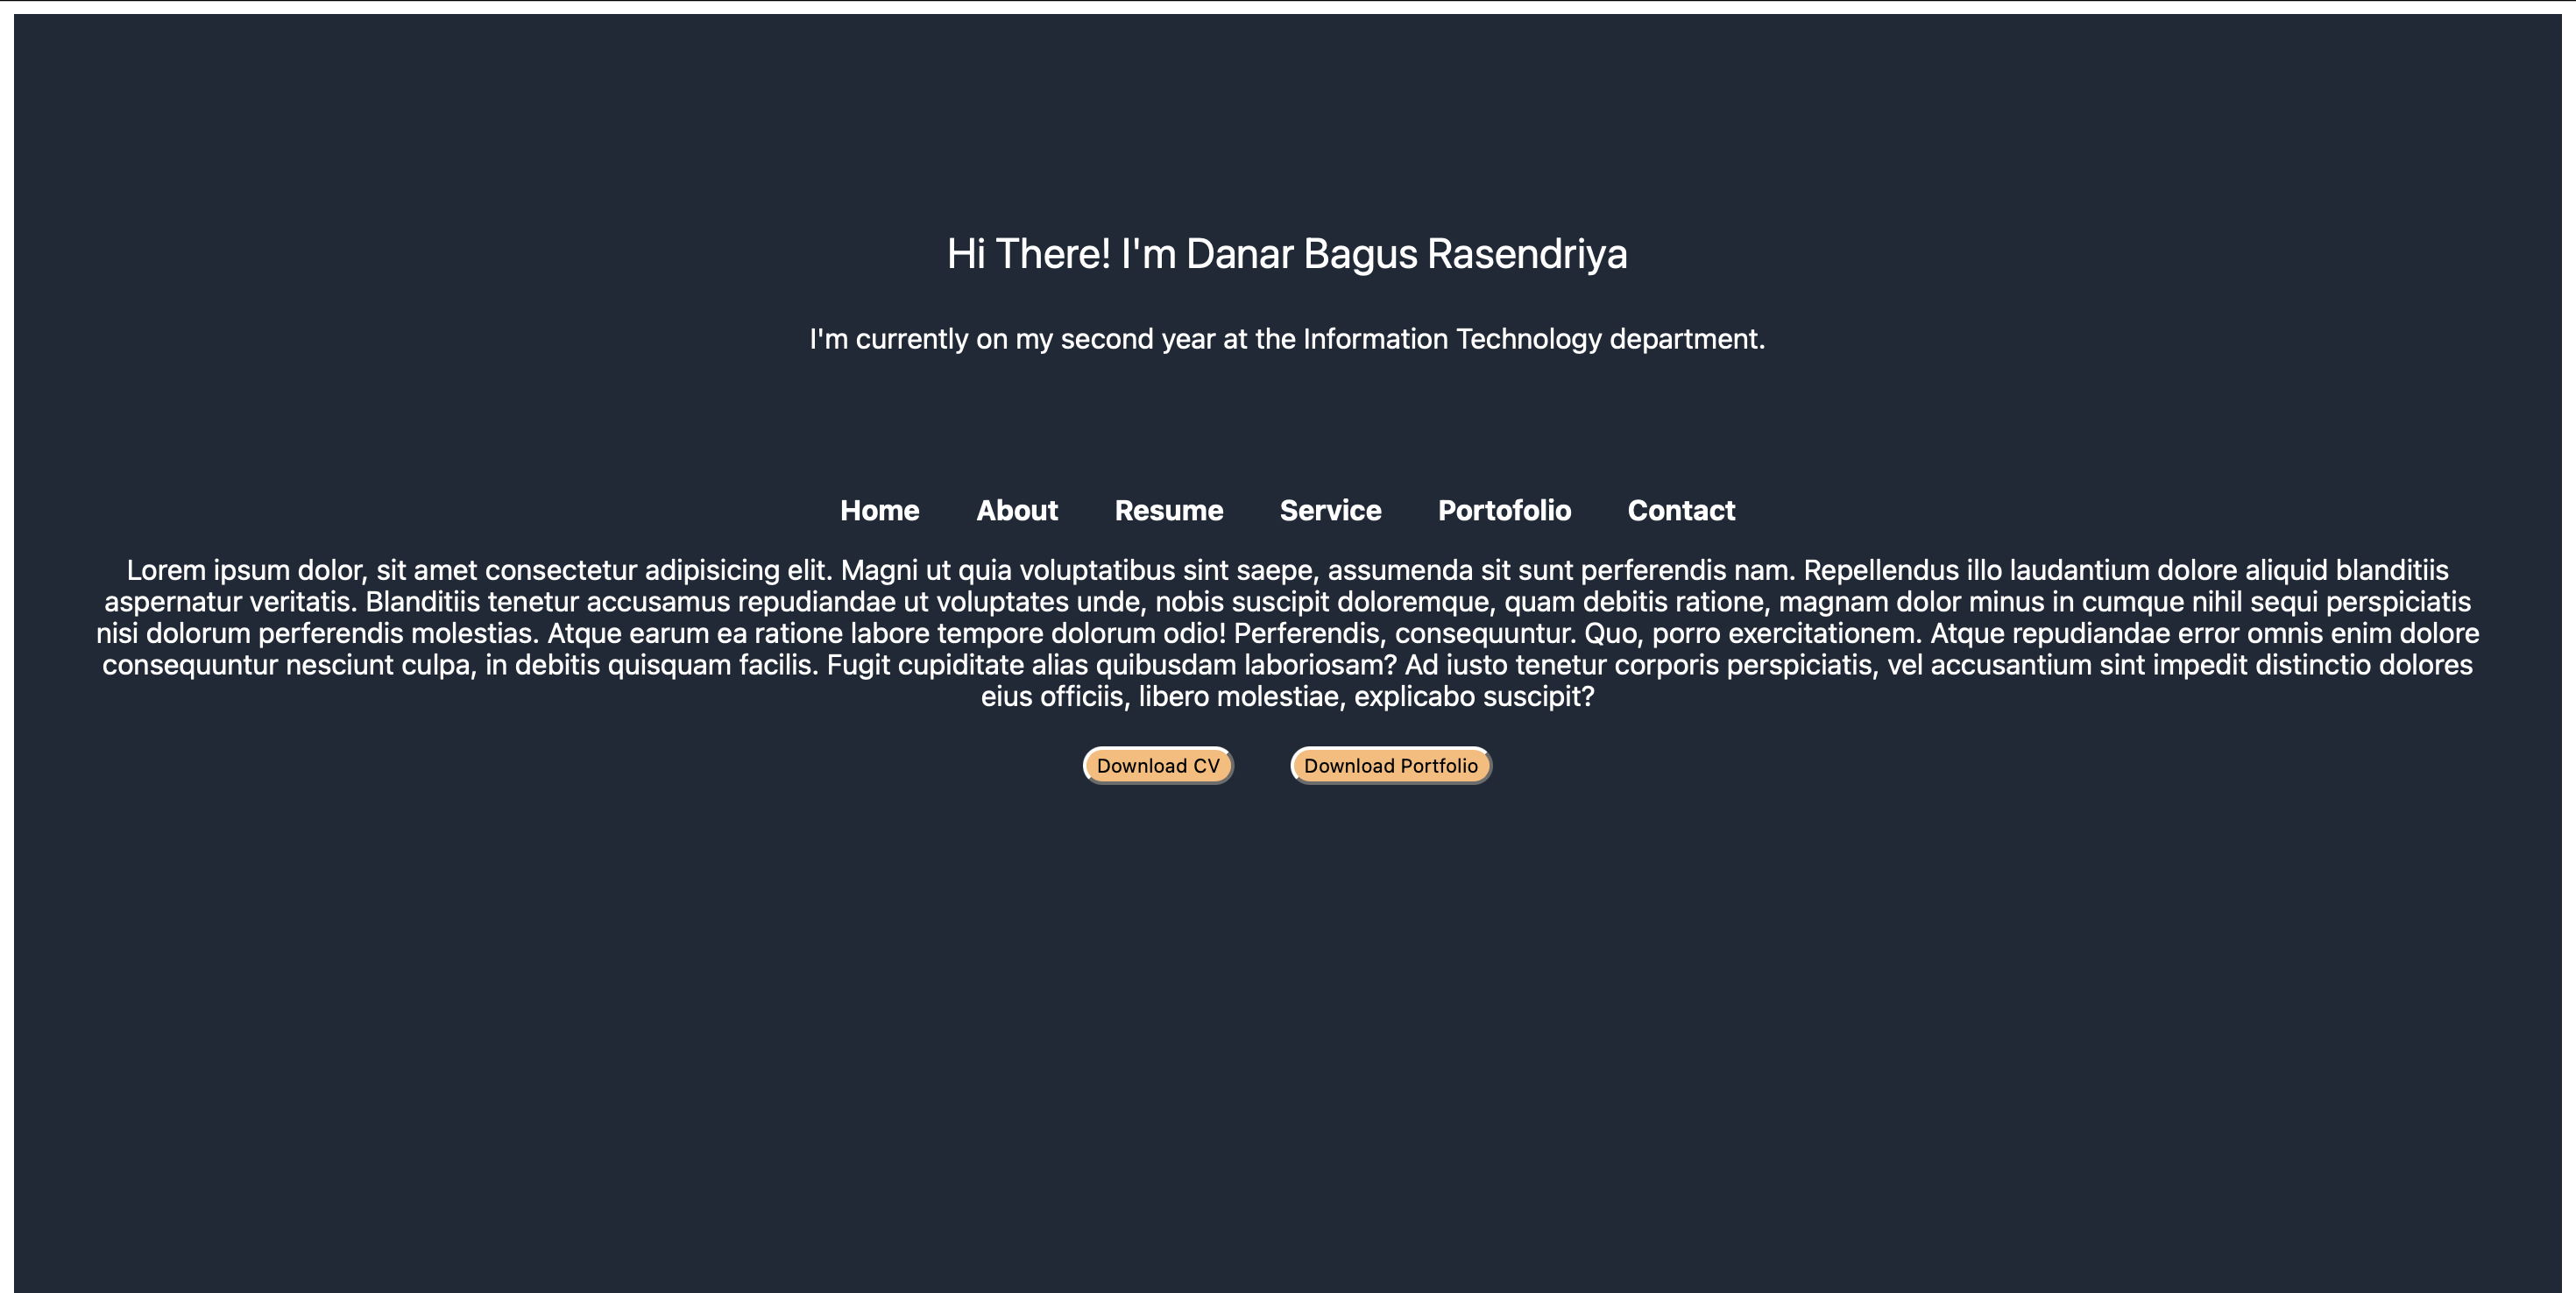 Hi There! I'm Danar Bagus Rasendriya
I'm currently on my second year at the Information Technology department.
Home About Resume Service Portofolio Contact
Lorem ipsum dolor, sit amet consectetur adipisicing elit. Magni ut quia voluptatibus sint saepe, assumenda sit sunt perferendis nam. Repellendus illo laudantium dolore aliquid blanditiis
aspernatur veritatis. Blanditiis tenetur accusamus repudiandae ut voluptates unde, nobis suscipit doloremque, quam debitis ratione, magnam dolor minus in cumque nihil sequi perspiciatis
nisi dolorum perferendis molestias. Atque earum ea ratione labore tempore dolorum odio! Perferendis, consequuntur. Quo, porro exercitationem. Atque repudiandae error omnis enim dolore
consequuntur nesciunt culpa, in debitis quisquam facilis. Fugit cupiditate alias quibusdam laboriosam? Ad iusto tenetur corporis perspiciatis, vel accusantium sint impedit distinctio dolores
eius officiis, libero molestiae, explicabo suscipit?
Download CV Download Portfolio